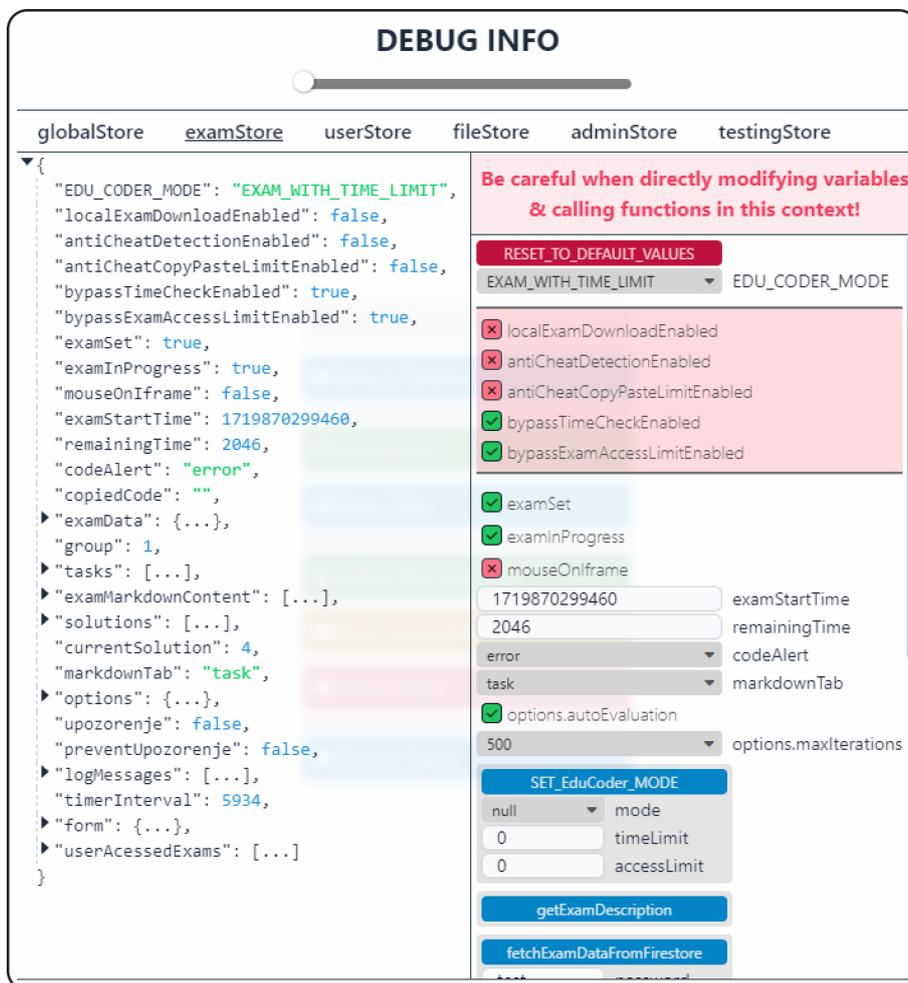 DEBUG INFO
globalStore examStore userStore fileStore adminStore testingStore
{
"EDU_CODER_MODE": "EXAM_WITH_TIME_LIMIT",
"localExamDownloadEnabled": false,
"antiCheatDetectionEnabled": false,
"antiCheatCopyPasteLimitEnabled": false,
"bypassTimeCheckEnabled": true,
"bypassExamAccessLimitEnabled": true,
"examSet": true,
"examInProgress": true,
"mouseOnIframe": false,
"examStartTime": 1719870299460,
"remainingTime": 2046,
"codeAlert": "error",
"copiedCode": "",
"examData": {...},
"group": 1,
"tasks": [...],
"examMarkdownContent": [...],
"solutions": [...],
"currentSolution": 4,
"markdownTab": "task",
"options": {...},
"upozorenje": false,
"preventUpozorenje": false,
"logMessages": [...],
"timerInterval": 5934,
"form": {...},
"userAcessedExams": [...]
}
Be careful when directly modifying variables
& calling functions in this context!
RESET_TO_DEFAULT_VALUES
EXAM_WITH_TIME_LIMIT EDU_CODER_MODE
localExamDownloadEnabled
antiCheatDetectionEnabled
antiCheatCopyPasteLimitEnabled
bypassTimeCheckEnabled
bypassExamAccessLimitEnabled
examSet
examInProgress
mouseOnIframe
1719870299460 examStartTime
2046 remainingTime
error codeAlert
task markdownTab
options.autoEvaluation
500 options.maxIterations
SET_EduCoder_MODE
null mode
0 timeLimit
0 accessLimit
getExamDescription
fetchExamDataFromFirestore